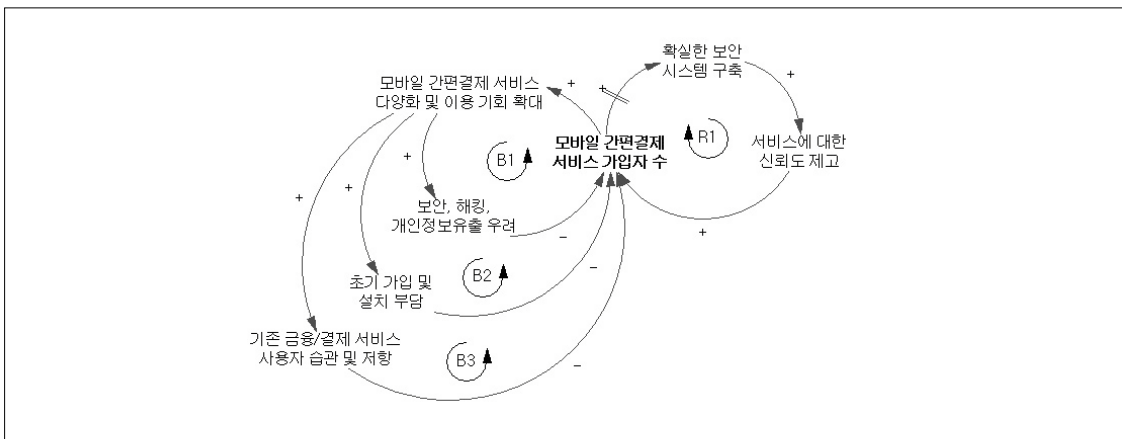 확실한 보안
시스템 구축
+
+
+
모바일 간편결제 서비스
다양화 및 이용 기회 확대
R1
모바일 간편결제
서비스 가입자 수
서비스에 대한
신뢰도 제고
B1
+
+
+
보안, 해킹,
개인정보유출 우려
–
+
B2
–
초기 가입 및
설치 부담
기존 금융/결제 서비스
사용자 습관 및 저항
B3
–